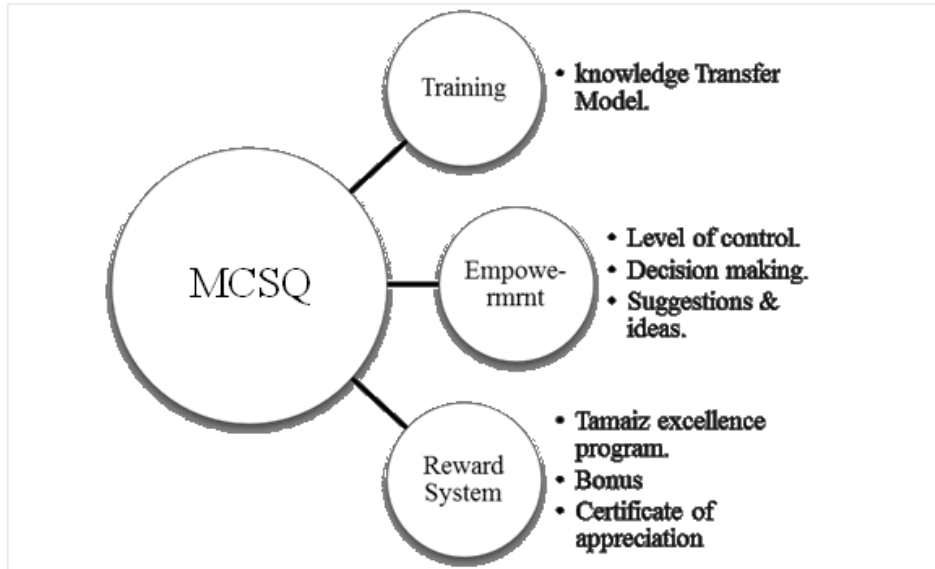 Training
• knowledge Transfer
Model.
MCSQ
Empowe-
rmrnt
• Level of control.
• Decision making.
• Suggestions &
ideas.
Reward
System
• Tamaiz excellence
program.
• Bonus
• Certificate of
appreciation